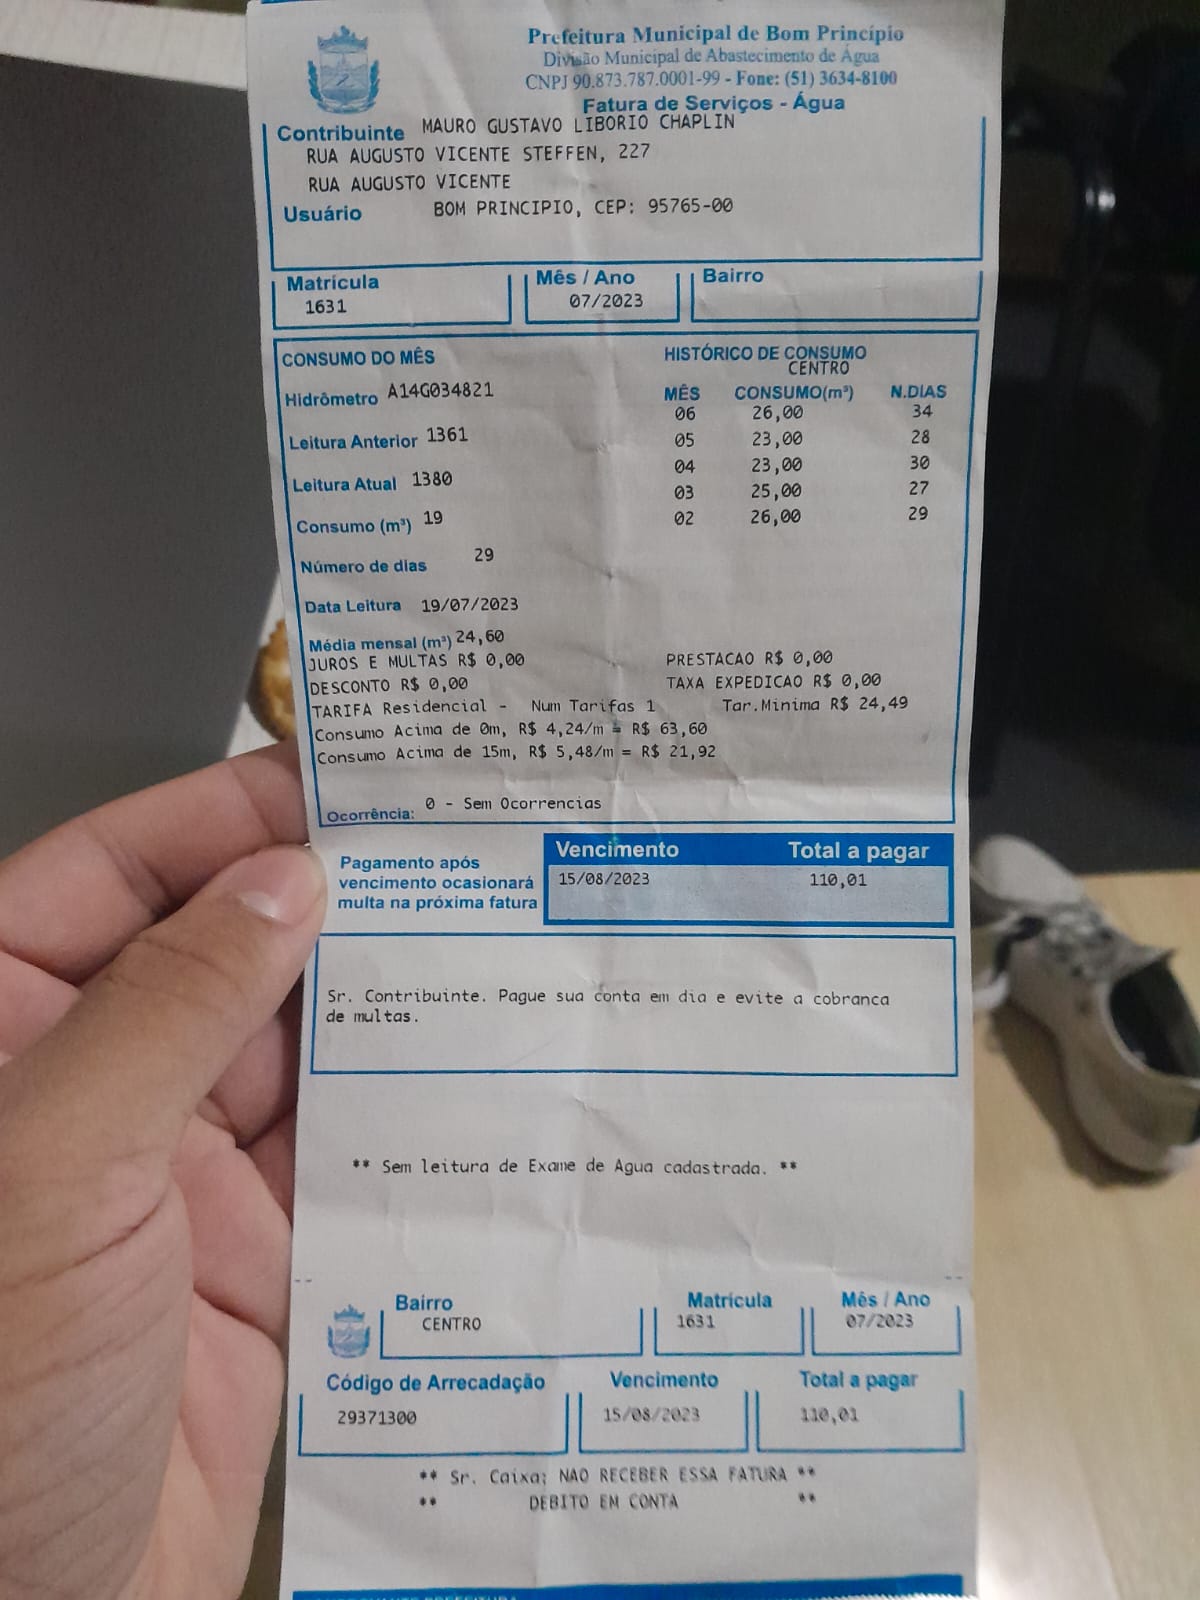 Prefeitura Municipal de Bom Princípio
Divisão Municipal de Abastecimento de Água
CNPJ 90.873.787.0001-99 - Fone: (51) 3634-8100
Fatura de Serviços - Água
Contribuinte MAURO GUSTAVO LIBORIO CHAPLIN
RUA AUGUSTO VICENTE STEFFEN, 227
RUA AUGUSTO VICENTE
Usuário BOM PRINCIPIO, CEP: 95765-00
Matrícula Mês / Ano Bairro
1631 07/2023
CONSUMO DO MÊS HISTÓRICO DE CONSUMO
CENTRO
Hidrômetro A14G034821 MÊS CONSUMO(m³) N.DIAS
06 26,00 34
Leitura Anterior 1361 05 23,00 28
04 23,00 30
Leitura Atual 1380 03 25,00 27
Consumo (m³) 19 02 26,00 29
Número de dias 29
Data Leitura 19/07/2023
Média mensal (m³) 24,60
JUROS E MULTAS R$ 0,00 PRESTACAO R$ 0,00
DESCONTO R$ 0,00 TAXA EXPEDICAO R$ 0,00
TARIFA Residencial - Num Tarifas 1 Tar.Minima R$ 24,49
Consumo Acima de 0m, R$ 4,24/m = R$ 63,60
Consumo Acima de 15m, R$ 5,48/m = R$ 21,92
Ocorrência: 0 - Sem Ocorrencias
Pagamento após
vencimento ocasionará
multa na próxima fatura
Vencimento Total a pagar
15/08/2023 110,01
Sr. Contribuinte. Pague sua conta em dia e evite a cobranca
de multas.
** Sem leitura de Exame de Agua cadastrada. **
-- --
Bairro Matrícula Mês / Ano
CENTRO 1631 07/2023
Código de Arrecadação Vencimento Total a pagar
29371300 15/08/2023 110,01
** Sr. Caixa; NAO RECEBER ESSA FATURA **
** DEBITO EM CONTA **